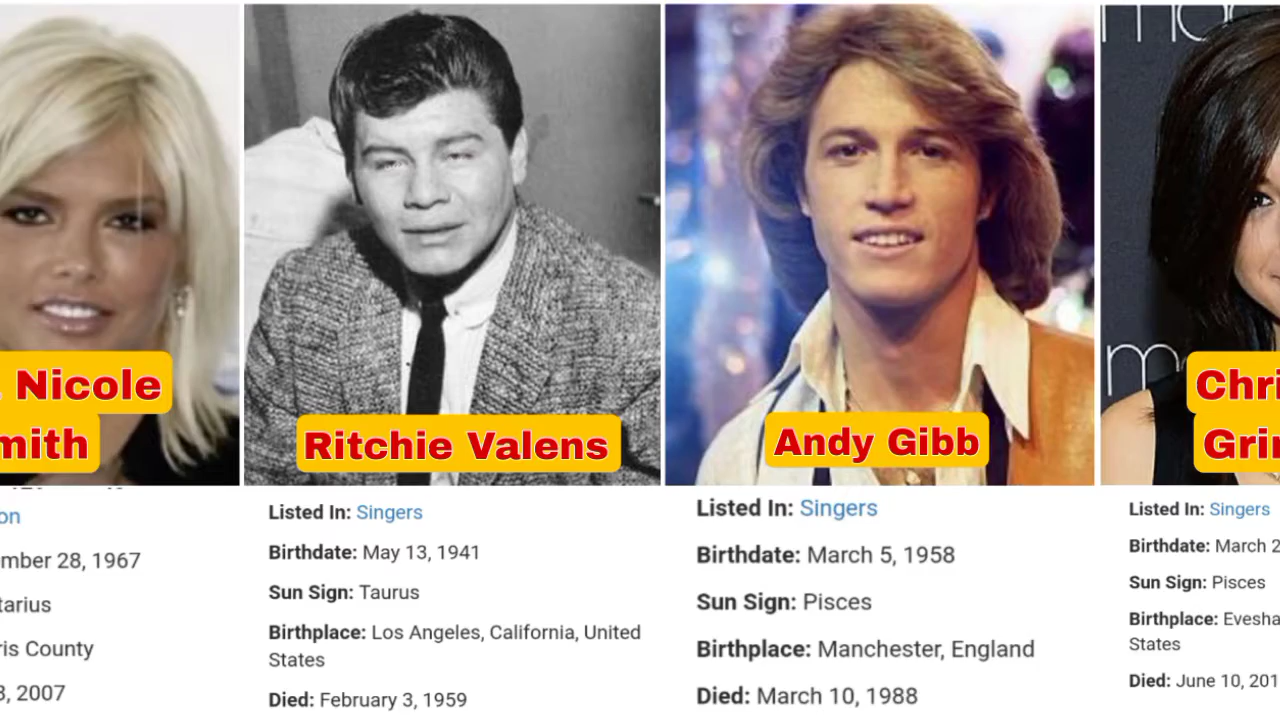 . Nicole
mith
on
mber 28, 1967
tarius
ris County
, 2007
Ritchie Valens
Listed In: Singers
Birthdate: May 13, 1941
Sun Sign: Taurus
Birthplace: Los Angeles, California, United
States
Died: February 3, 1959
Andy Gibb
Listed In: Singers
Birthdate: March 5, 1958
Sun Sign: Pisces
Birthplace: Manchester, England
Died: March 10, 1988
m
Chri
Grin
Listed In: Singers
Birthdate: March 2
Sun Sign: Pisces
Birthplace: Evesha
States
Died: June 10, 201